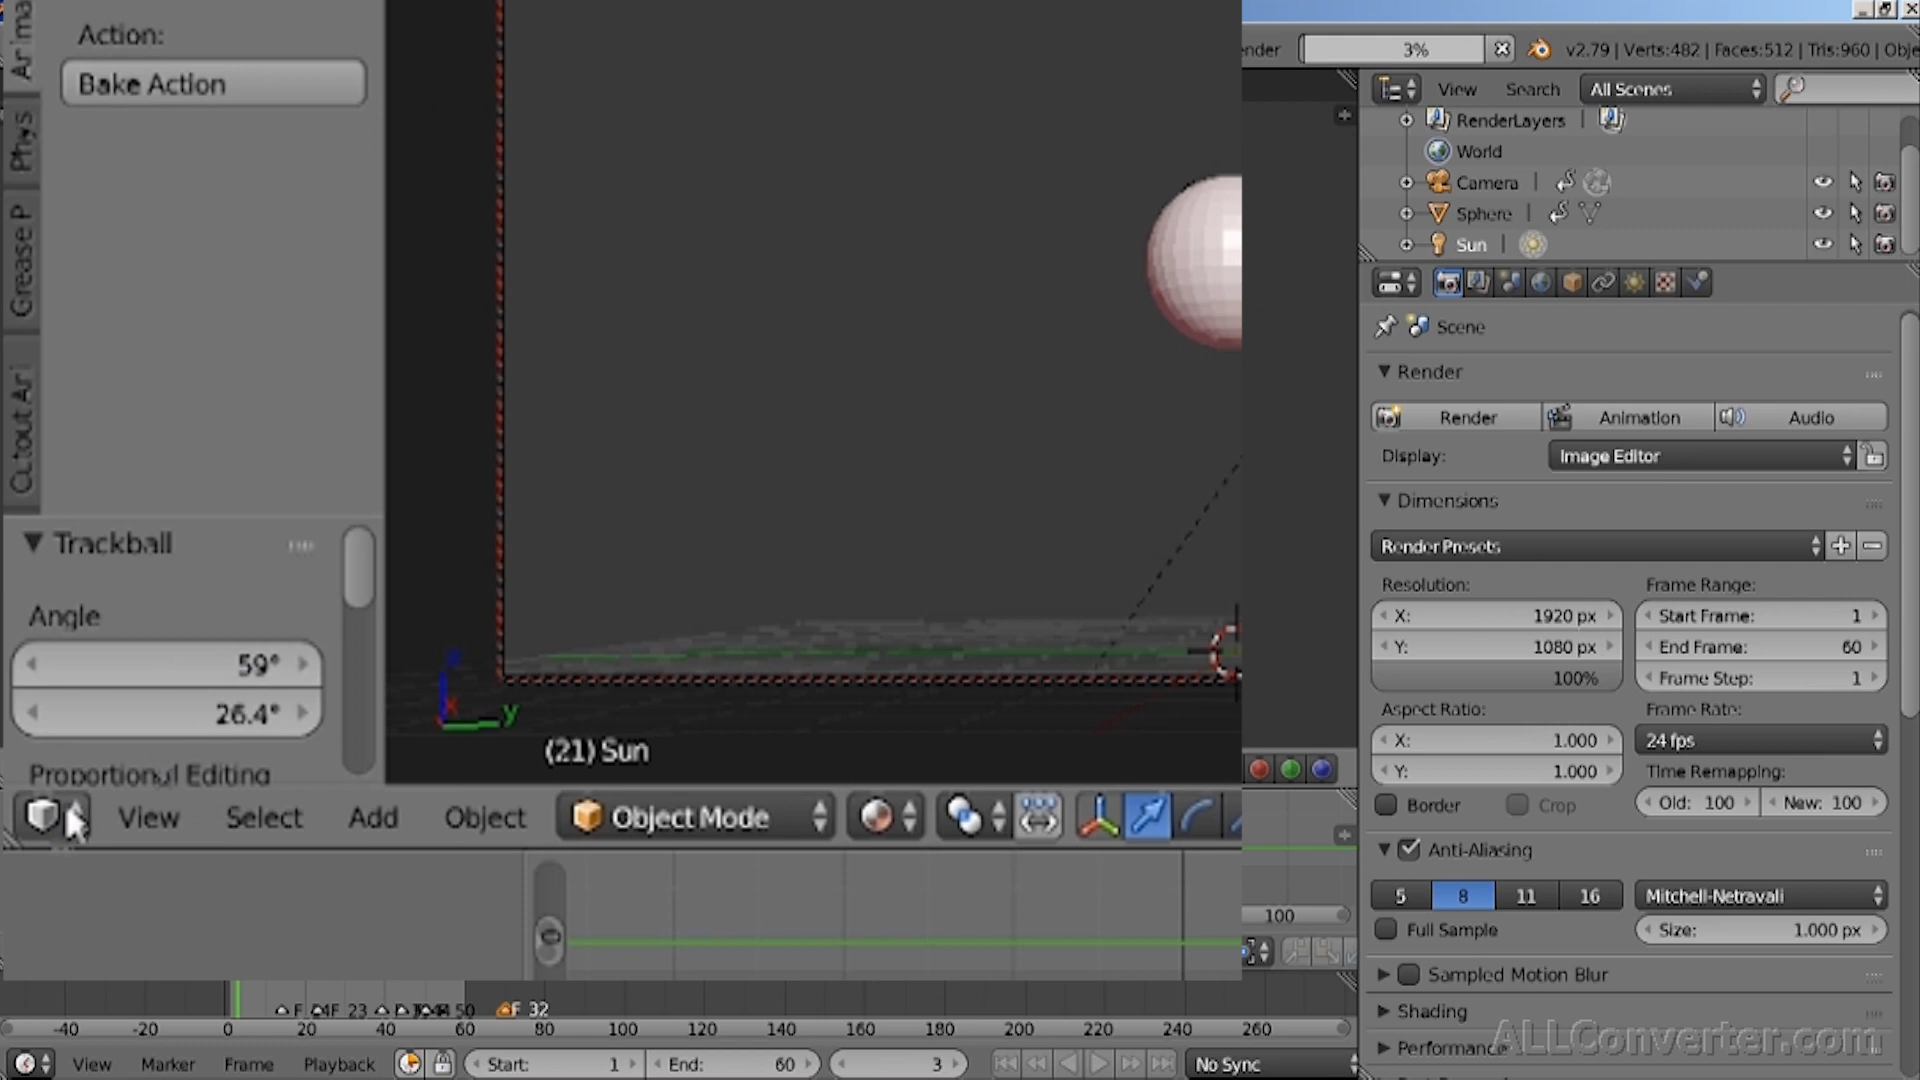 Action:
Bake Action
Phys
Grease P
Trackball
Angle
59°
26.4°
Proportional Editing
y
(21) Sun
View Select Add Object Object Mode
0
3%
v2.79 | Verts:482 | Faces:512 | Tris:960 |
View Search All Scenes
RenderLayers |
World
Camera |
Sphere |
Sun |
Scene
Render
Render Animation Audio
Display: Image Editor
Dimensions
Render Presets
Resolution: Frame Range:
X: 1920 px Start Frame: 1
Y: 1080 px End Frame: 60
100% Frame Step: 1
Aspect Ratio: Frame Rate:
X: 1.000 24 fps
Y: 1.000 Time Remapping:
Border Crop Old: 100 New: 100
Anti-Aliasing
5 8 11 16 Mitchell-Netravali
Full Sample Size: 1.000 px
Sampled Motion Blur
Shading
Performance
ALLConverter.com
100
F 32
-40 -20 0 20 40 60 80 100 120 140 160 180 200 220 240 260
View Marker Frame Playback Start: 1 End: 60 3 No Sync